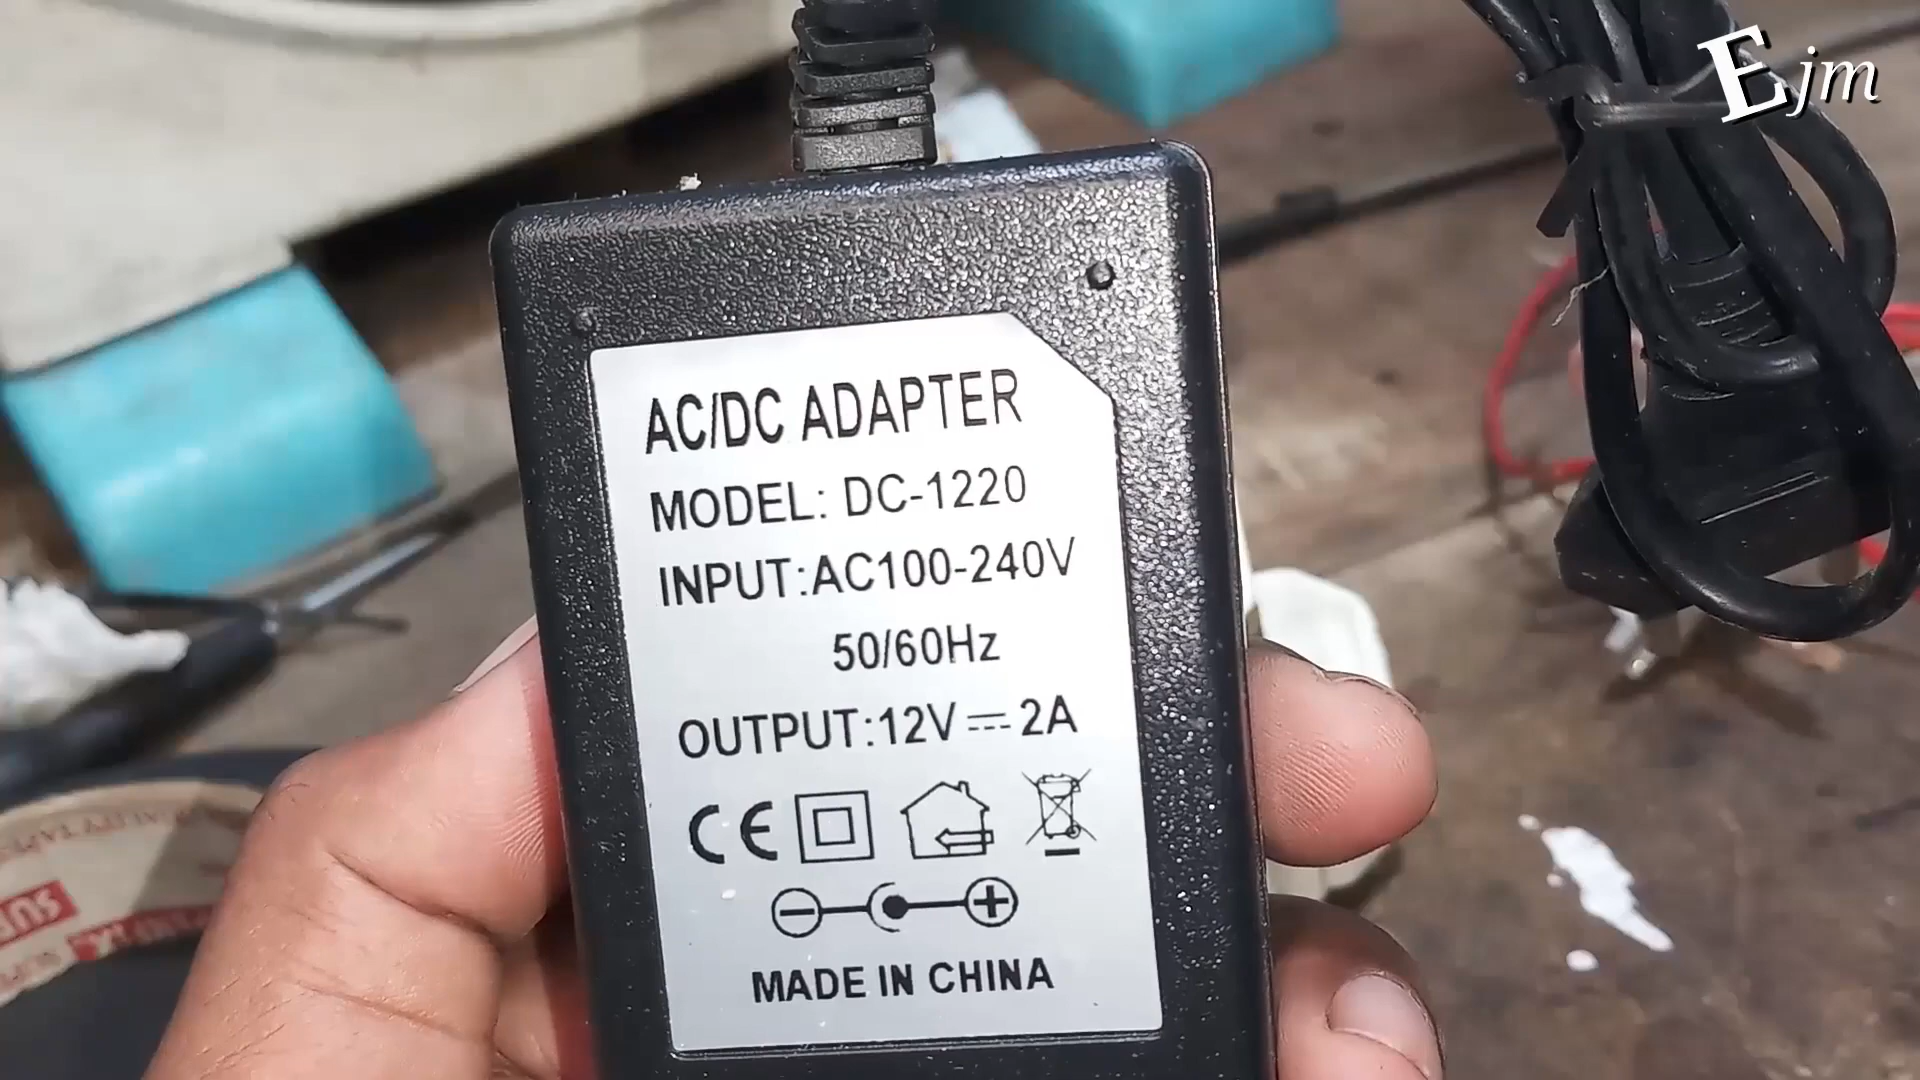 Ejm
AC/DC ADAPTER
MODEL: DC-1220
INPUT:AC100-240V
50/60Hz
OUTPUT:12V⎓2A
CE
MADE IN CHINA